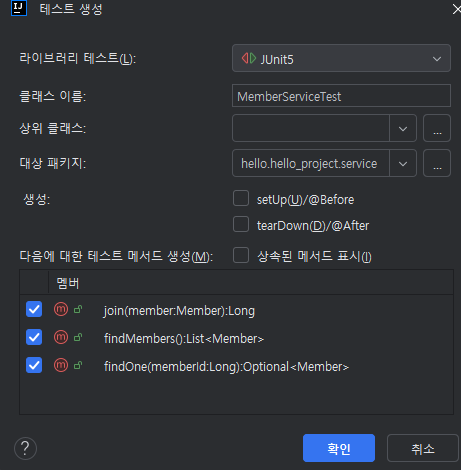 IJ 테스트 생성
라이브러리 테스트(L): JUnit5
클래스 이름: MemberServiceTest
상위 클래스: ...
대상 패키지: hello.hello_project.service ...
생성: setUp(U)/@Before
tearDown(D)/@After
다음에 대한 테스트 메서드 생성(M): 상속된 메서드 표시(I)
멤버
m join(member:Member):Long
m findMembers():List<Member>
m findOne(memberId:Long):Optional<Member>
? 확인 취소